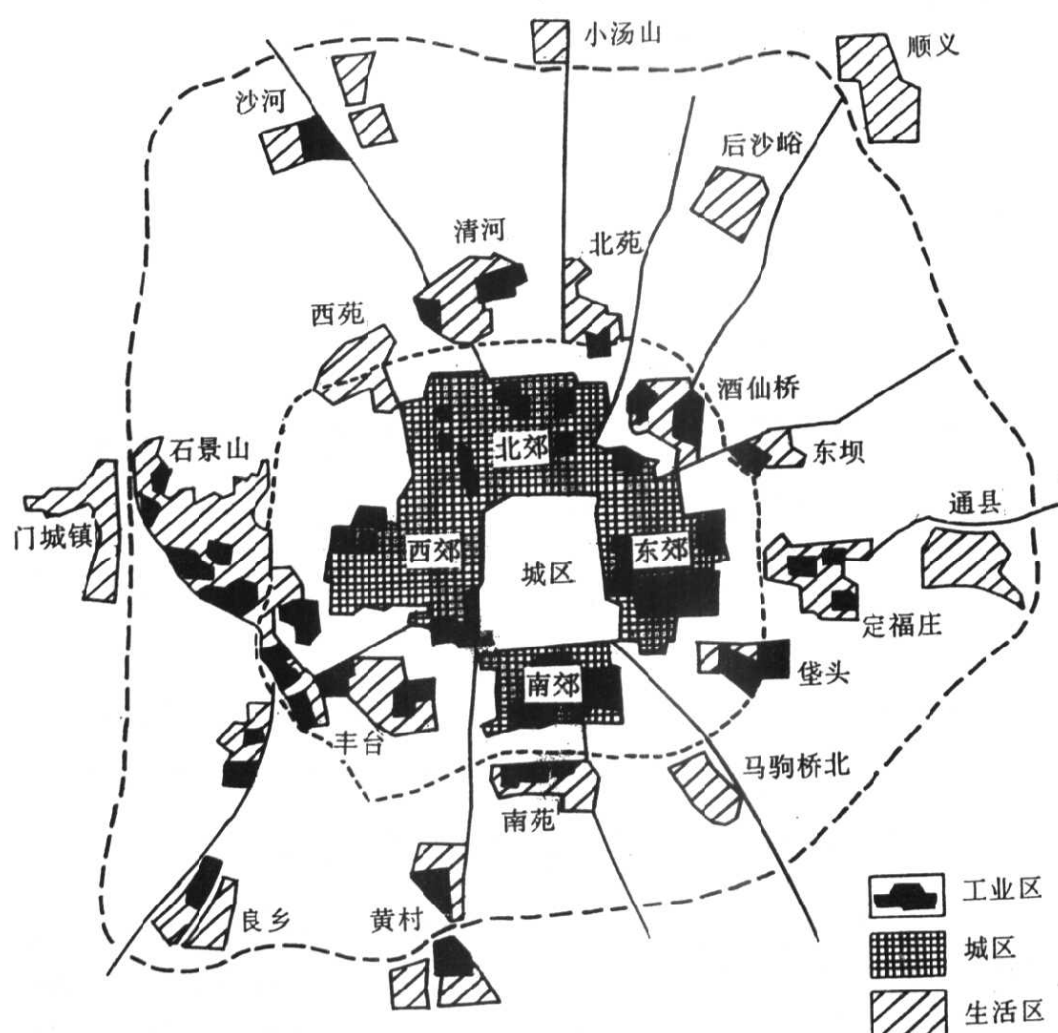 小汤山
顺义
沙河
后沙峪
清河
北苑
西苑
酒仙桥
石景山
北郊
东坝
通县
门城镇
西郊
城区
东郊
定福庄
垡头
南郊
丰台
马驹桥北
南苑
工业区
良乡
黄村
城区
生活区